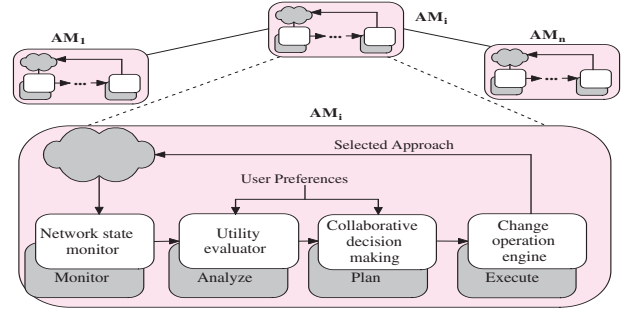 AM1
AMi
AMn
AMi
Selected Approach
User Preferences
Network state
monitor
Utility
evaluator
Collaborative
decision
making
Change
operation
engine
Monitor
Analyze
Plan
Execute